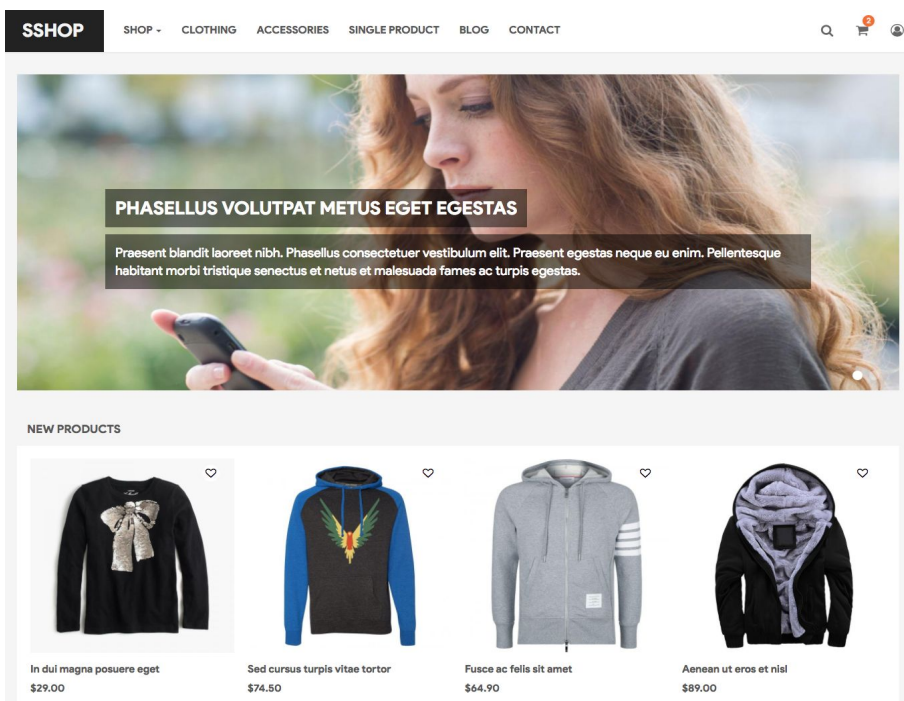 SSHOP
SHOP
CLOTHING
ACCESSORIES
SINGLE PRODUCT
BLOG
CONTACT
2
PHASELLUS VOLUTPAT METUS EGET EGESTAS
Praesent blandit laoreet nibh. Phasellus consectetuer vestibulum elit. Praesent egestas neque eu enim. Pellentesque
habitant morbi tristique senectus et netus et malesuada fames ac turpis egestas.
NEW PRODUCTS
In dui magna posuere eget
$29.00
Sed cursus turpis vitae tortor
$74.50
Fusce ac felis sit amet
$64.90
Aenean ut eros et nisl
$89.00